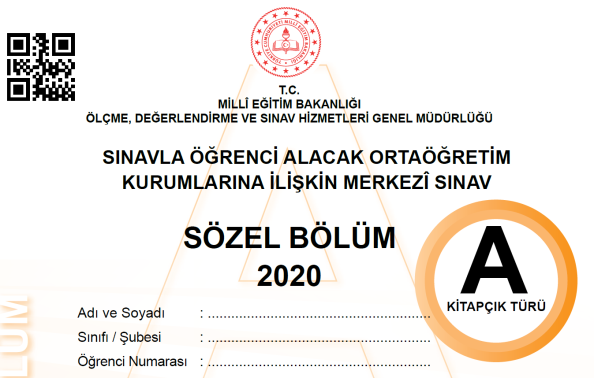 T.C.
MİLLÎ EĞİTİM BAKANLIĞI
ÖLÇME, DEĞERLENDİRME VE SINAV HİZMETLERİ GENEL MÜDÜRLÜĞÜ
SINAVLA ÖĞRENCİ ALACAK ORTAÖĞRETİM
KURUMLARINA İLİŞKİN MERKEZÎ SINAV
SÖZEL BÖLÜM
2020
A
KİTAPÇIK TÜRÜ
Adı ve Soyadı : ............................................................
Sınıfı / Şubesi : ............................................................
Öğrenci Numarası : ............................................................